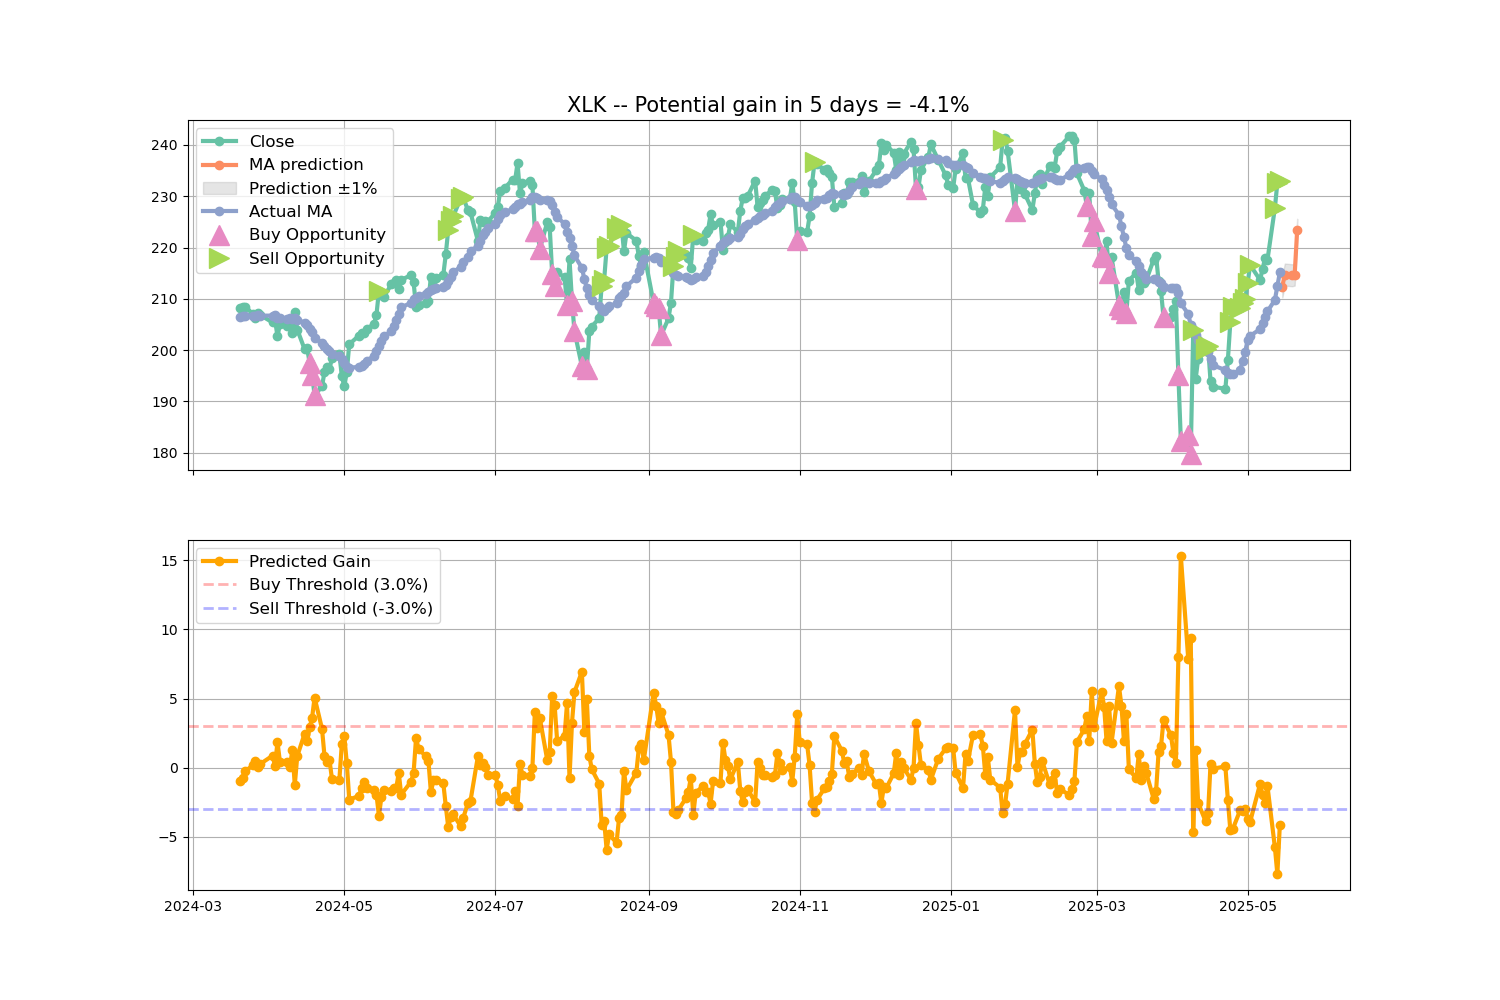 XLK -- Potential gain in 5 days = -4.1%
240
230
220
210
200
190
180
Close
MA prediction
Prediction ±1%
Actual MA
Buy Opportunity
Sell Opportunity
15
10
5
0
−5
Predicted Gain
Buy Threshold (3.0%)
Sell Threshold (-3.0%)
2024-03
2024-05
2024-07
2024-09
2024-11
2025-01
2025-03
2025-05